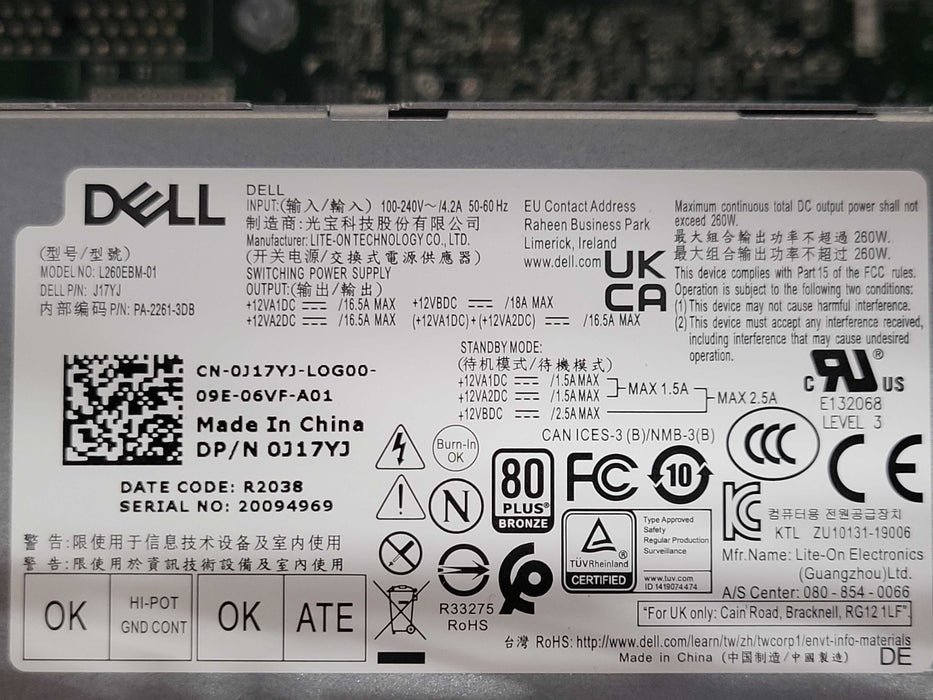 DELL
(型号/型號)
MODEL NO: L260EBM-01
DELL P/N: J17YJ
内部编码 P/N: PA-2261-3DB
DELL
INPUT:(输入/輸入) 100-240V～/4.2A 50-60Hz
制造商:光宝科技股份有限公司
Manufacturer: LITE-ON TECHNOLOGY CO., LTD.
(开关电源/交換式電源供應器)
SWITCHING POWER SUPPLY
OUTPUT:(输出/輸出)
+12VA1DC ⎓ /16.5A MAX +12VBDC ⎓ /18A MAX
+12VA2DC ⎓ /16.5A MAX (+12VA1DC)+(+12VA2DC) ⎓ /16.5A MAX
EU Contact Address
Raheen Business Park
Limerick, Ireland
www.dell.com
UK
CA
Maximum continuous total DC output power shall not
exceed 260W.
最大組合輸出功率不超過 260W.
最大组合输出功率不超过 260W.
This device complies with Part 15 of the FCC rules.
Operation is subject to the following two conditions:
(1) This device may not cause harmful interference.
(2) This device must accept any interference received,
including interference that may cause undesired
operation.
STANDBY MODE:
(待机模式/待機模式)
+12VA1DC ⎓ /1.5A MAX
+12VA2DC ⎓ /1.5A MAX
MAX 1.5A
+12VBDC ⎓ /2.5A MAX
MAX 2.5A
CN-0J17YJ-LOG00-
09E-06VF-A01
Made In China
DP/N 0J17YJ
DATE CODE: R2038
SERIAL NO: 20094969
Burn-In
OK
N
CAN ICES-3 (B)/NMB-3(B)
80
PLUS®
BRONZE
FC
10
c RU® US
E132068
LEVEL 3
CCC
CE
TÜVRheinland®
CERTIFIED
Type Approved
Safety
Regular Production
Surveillance
www.tuv.com
ID 1419074474
KC
컴퓨터용 전원공급장치
KTL ZU10131-19006
Mfr.Name: Lite-On Electronics
(Guangzhou)Ltd.
A/S Center: 080 - 854 - 0066
"For UK only: Cain Road, Bracknell, RG12 1LF".
警 告:限使用于信息技术设备及室内使用
警 告:限使用於資訊技術設備及室內使用
OK
HI-POT
GND CONT
OK
ATE
R33275
RoHS
台灣 RoHS: http://www.dell.com/learn/tw/zh/twcorp1/envt-info-materials
Made in China (中国制造/中國製造)
DE